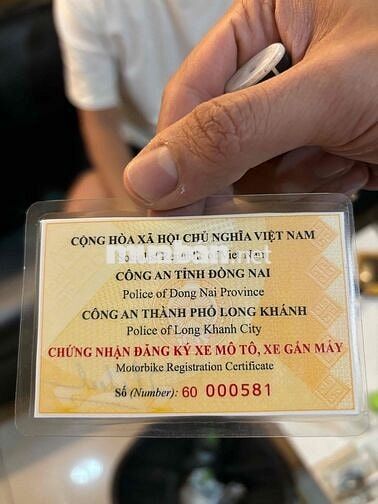 CỘNG HÒA XÃ HỘI CHỦ NGHĨA VIỆT NAM
CÔNG AN TỈNH ĐỒNG NAI
Police of Dong Nai Province
CÔNG AN THÀNH PHỐ LONG KHÁNH
Police of Long Khanh City
CHỨNG NHẬN ĐĂNG KÝ XE MÔ TÔ, XE GẮN MÁY
Motorbike Registration Certificate
Số (Number): 60 000581